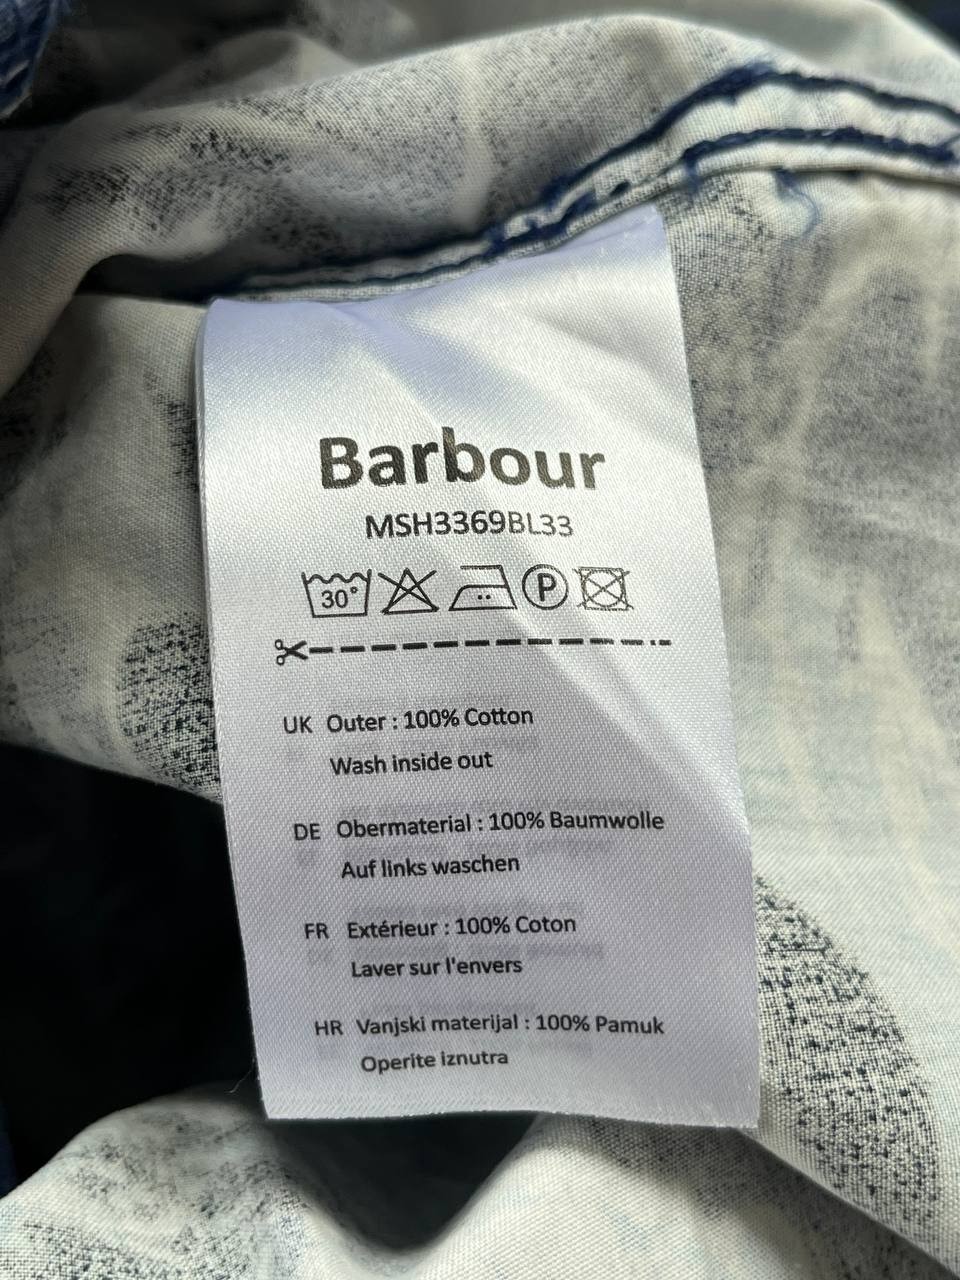 Barbour
MSH3369BL33
30° P
UK Outer : 100% Cotton
Wash inside out
DE Obermaterial : 100% Baumwolle
Auf links waschen
FR Extérieur : 100% Coton
Laver sur l'envers
HR Vanjski materijal : 100% Pamuk
Operite iznutra